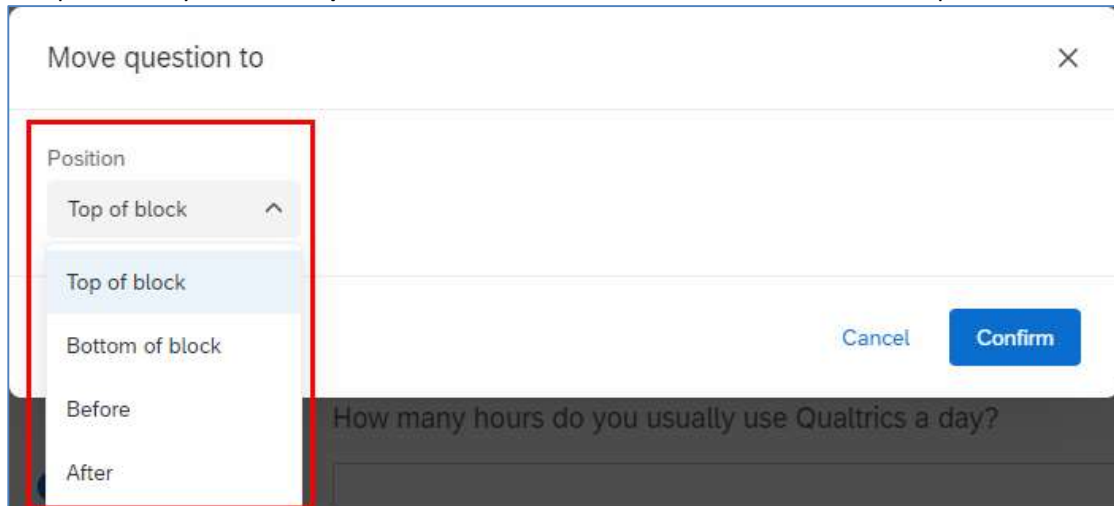 Move question to
Position
Top of block
Top of block
Bottom of block
Cancel
Confirm
Before
How many hours do you usually use Qualtrics a day?
After